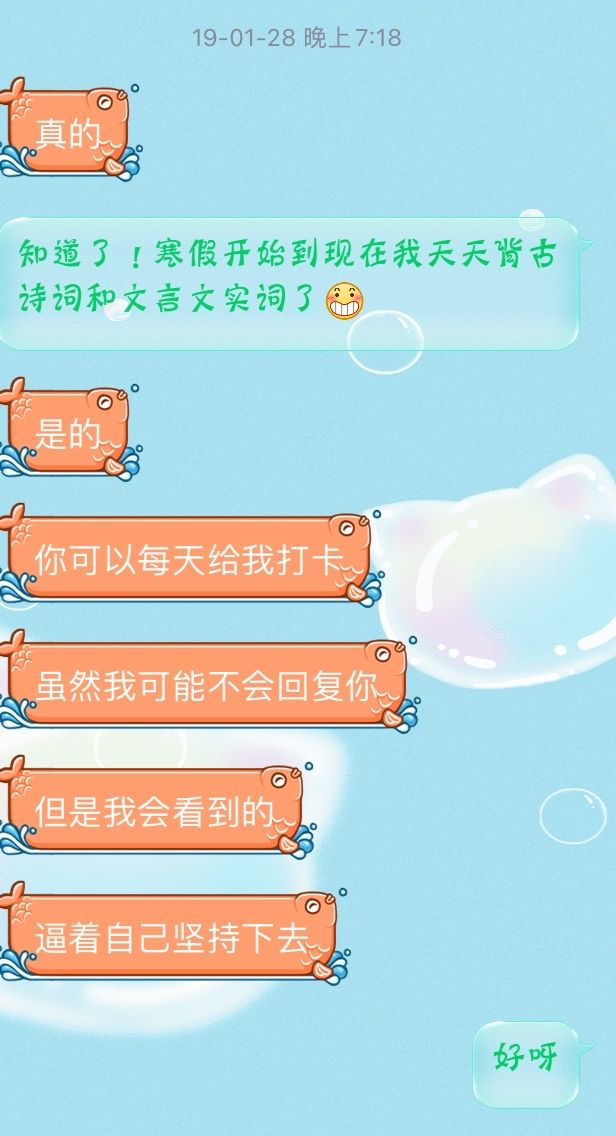 19-01-28 晚上7:18
真的
知道了！寒假开始到现在我天天背古
诗词和文言文实词了
是的
你可以每天给我打卡
虽然我可能不会回复你
但是我会看到的
逼着自己坚持下去
好呀